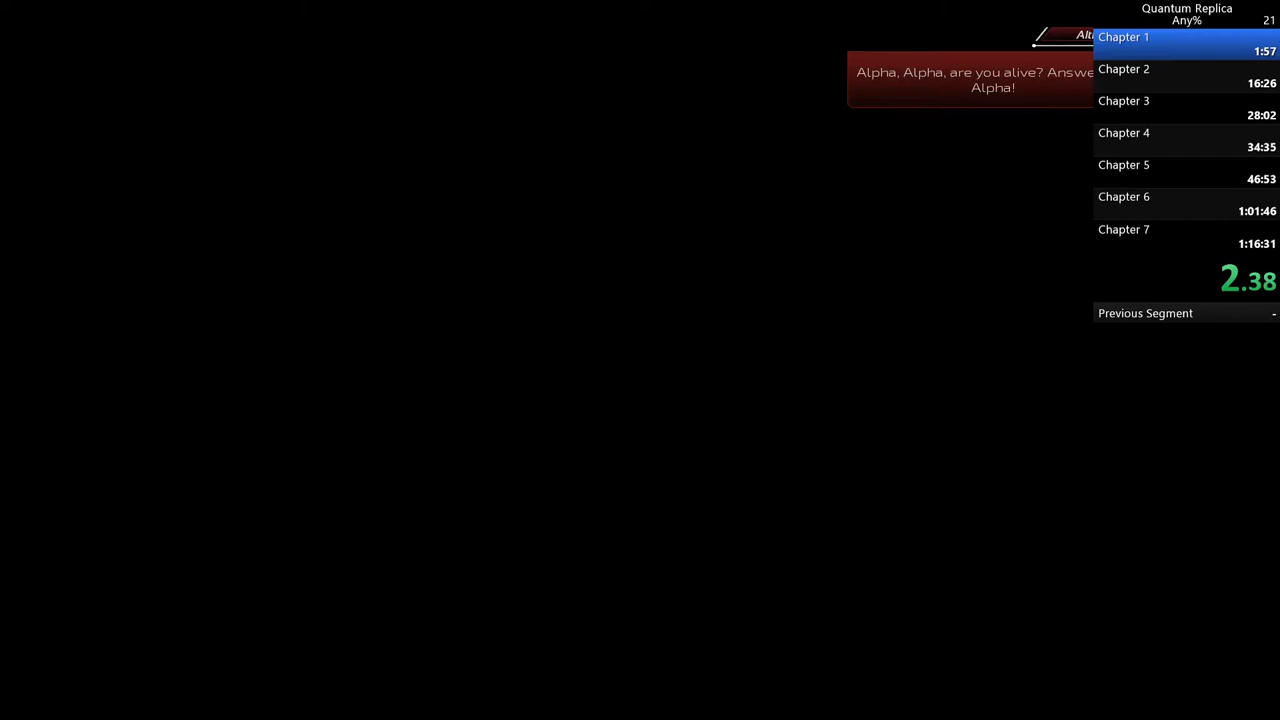 Quantum Replica
Any% 21
Alpha, Alpha, are you alive?
Alpha!
Chapter 1
1:57
Chapter 2
16:26
Chapter 3
28:02
Chapter 4
34:35
Chapter 5
46:53
Chapter 6
1:01:46
Chapter 7
1:16:31
2.38
Previous Segment -